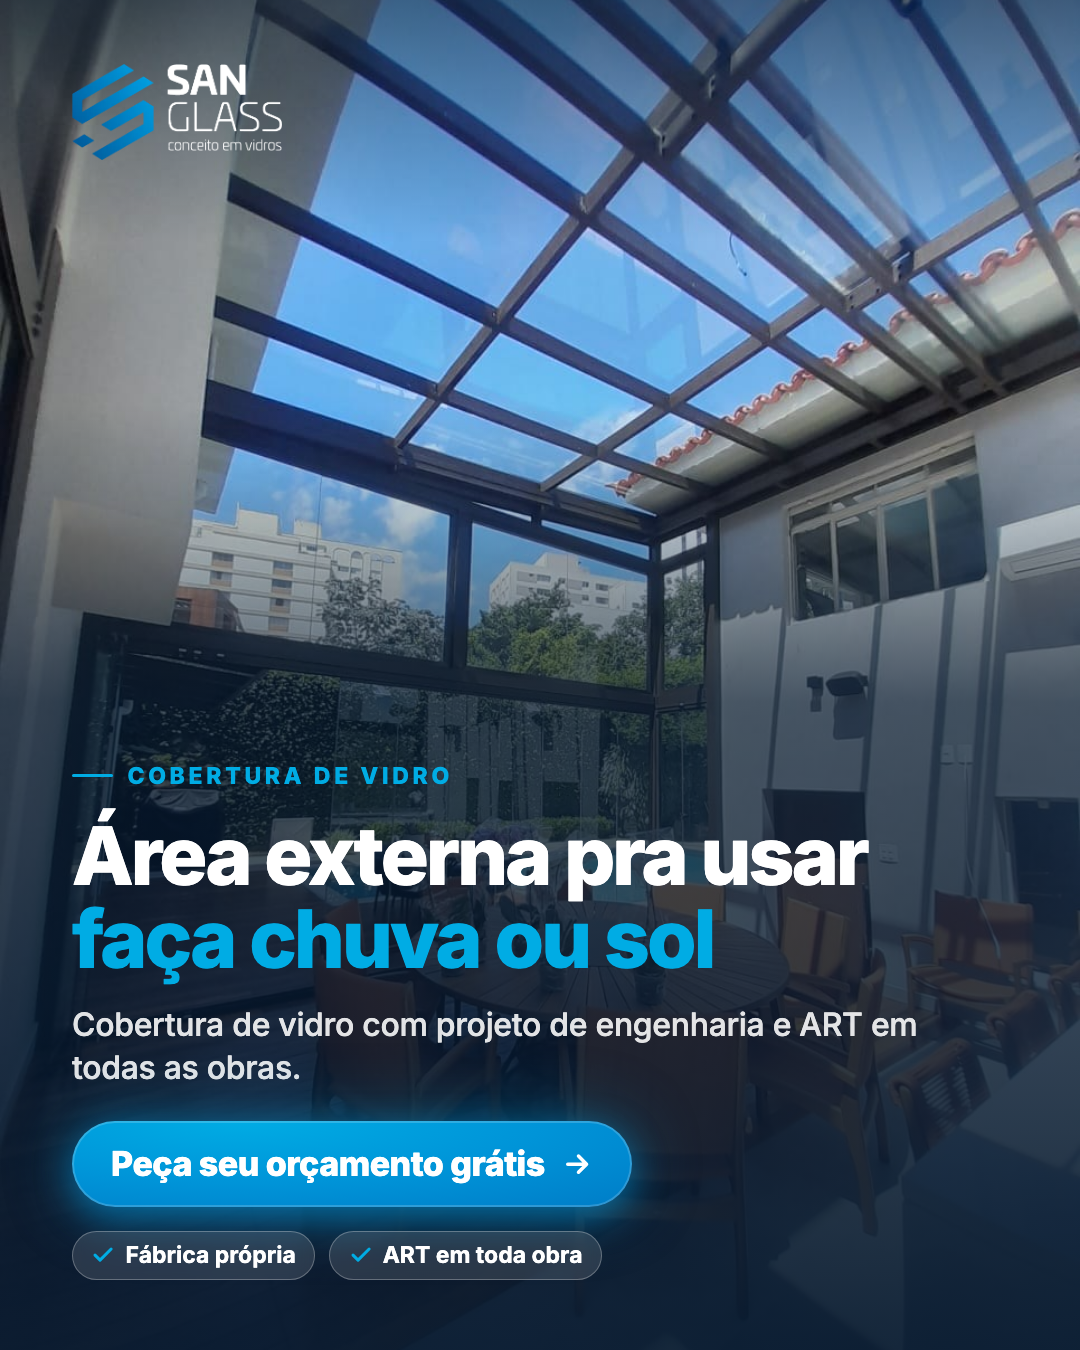 SAN
GLASS
conceito em vidros
COBERTURA DE VIDRO
Área externa pra usar
faça chuva ou sol
Cobertura de vidro com projeto de engenharia e ART em
todas as obras.
Peça seu orçamento grátis →
Fábrica própria
ART em toda obra